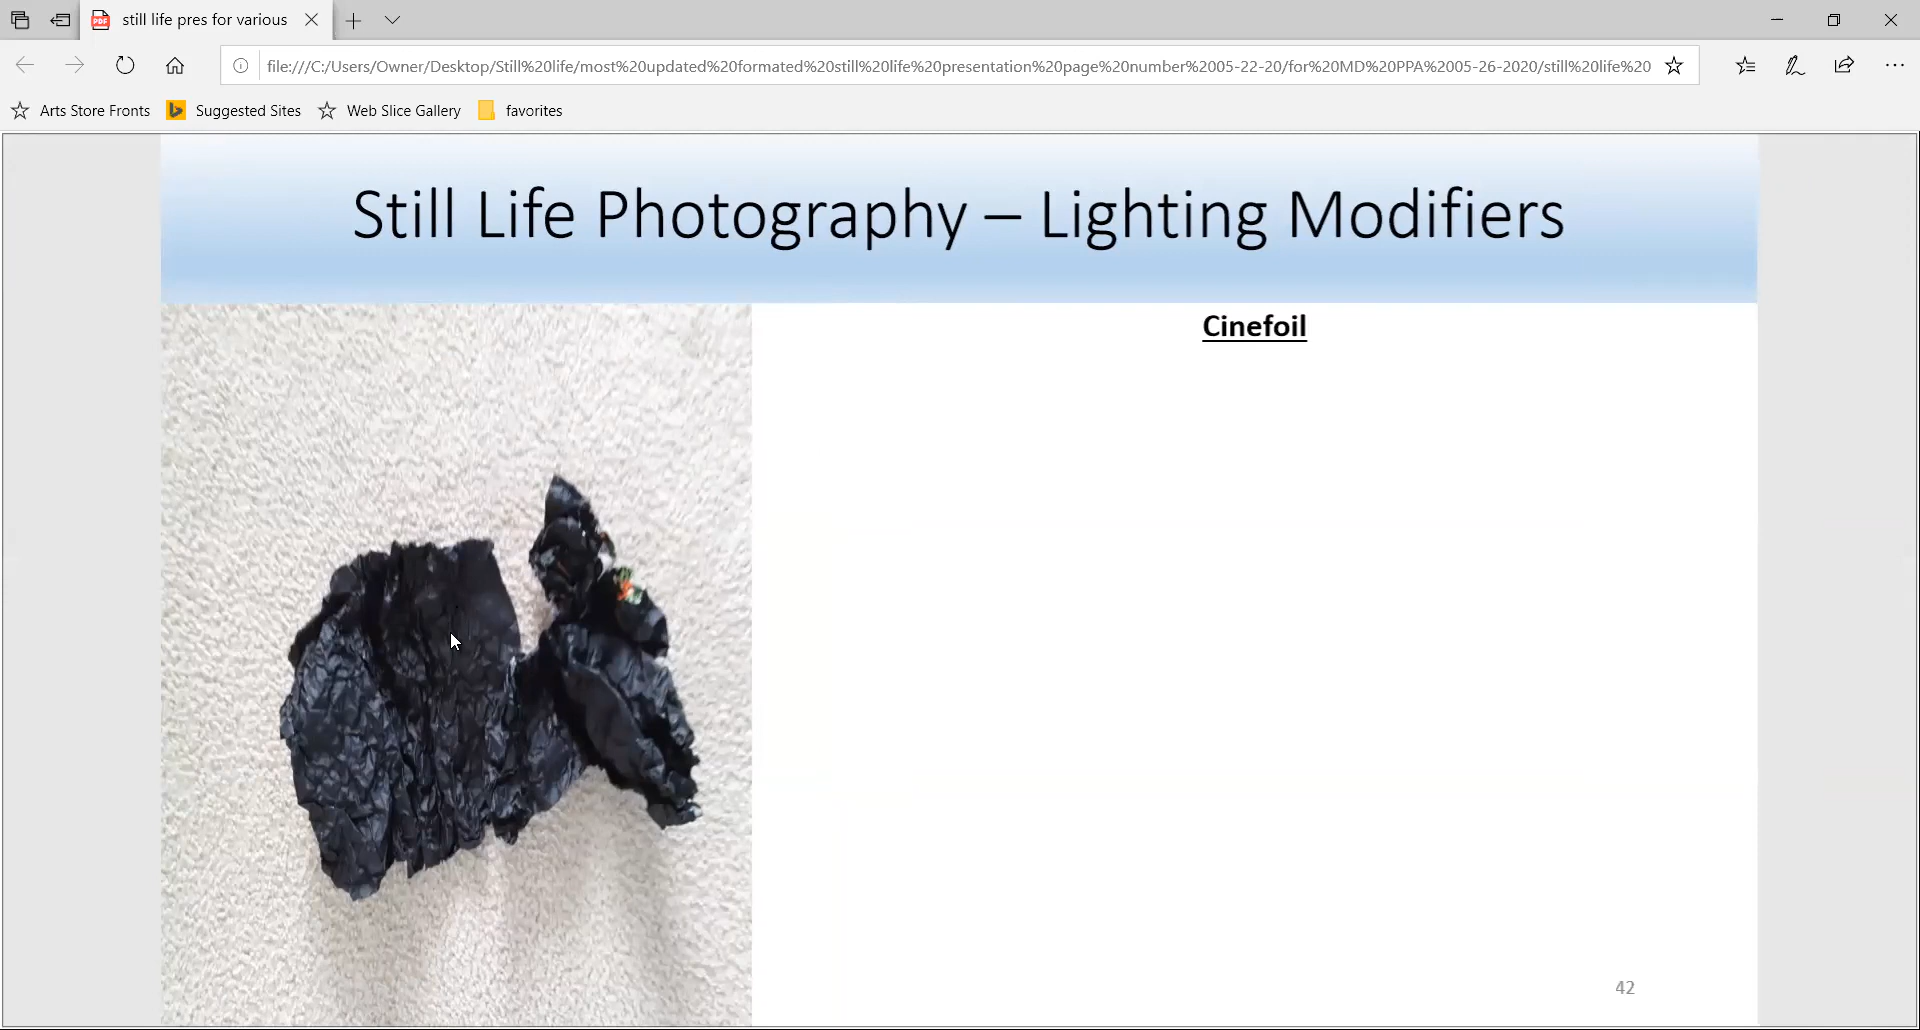 still life pres for various
file:///C:/Users/Owner/Desktop/Still%20life/most%20updated%20formated%20still%20life%20presentation%20page%20number%2005-22-20/for%20MD%20PPA%2005-26-2020/still%20life%20
Arts Store Fronts
Suggested Sites
Web Slice Gallery
favorites
Still Life Photography – Lighting Modifiers
Cinefoil
42